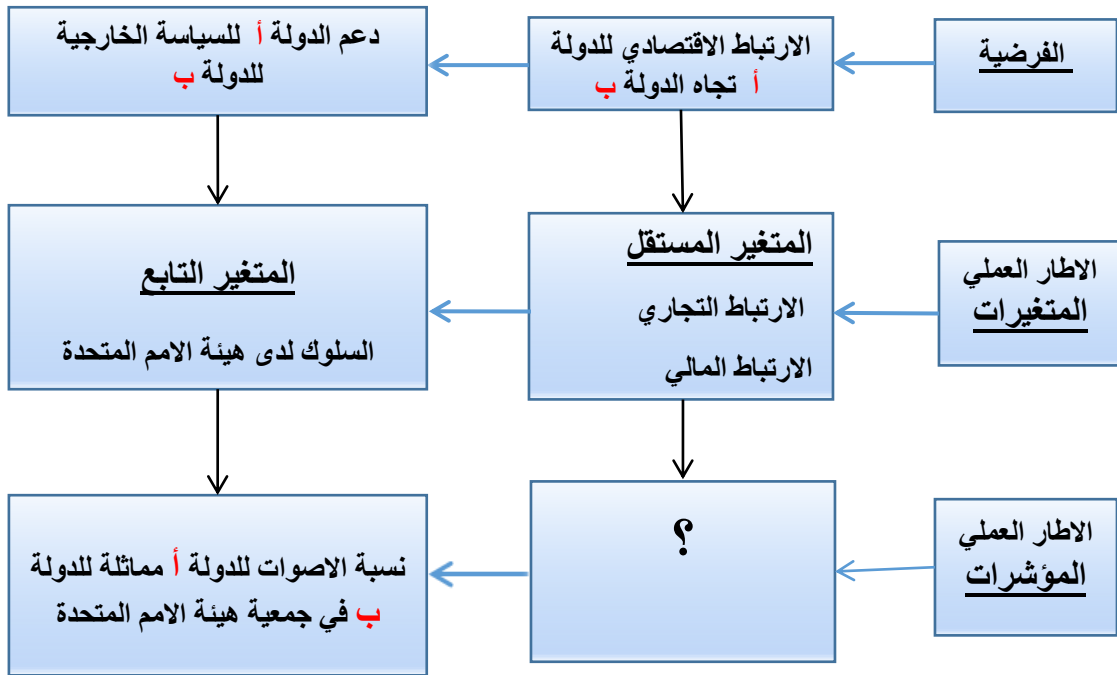 الفرضية
الارتباط الاقتصادي للدولة
أ تجاه الدولة ب
دعم الدولة أ للسياسة الخارجية
للدولة ب
الاطار العملي
المتغيرات
المتغير المستقل
الارتباط التجاري
الارتباط المالي
المتغير التابع
السلوك لدى هيئة الامم المتحدة
الاطار العملي
المؤشرات
؟
نسبة الاصوات للدولة أ مماثلة للدولة
ب في جمعية هيئة الامم المتحدة